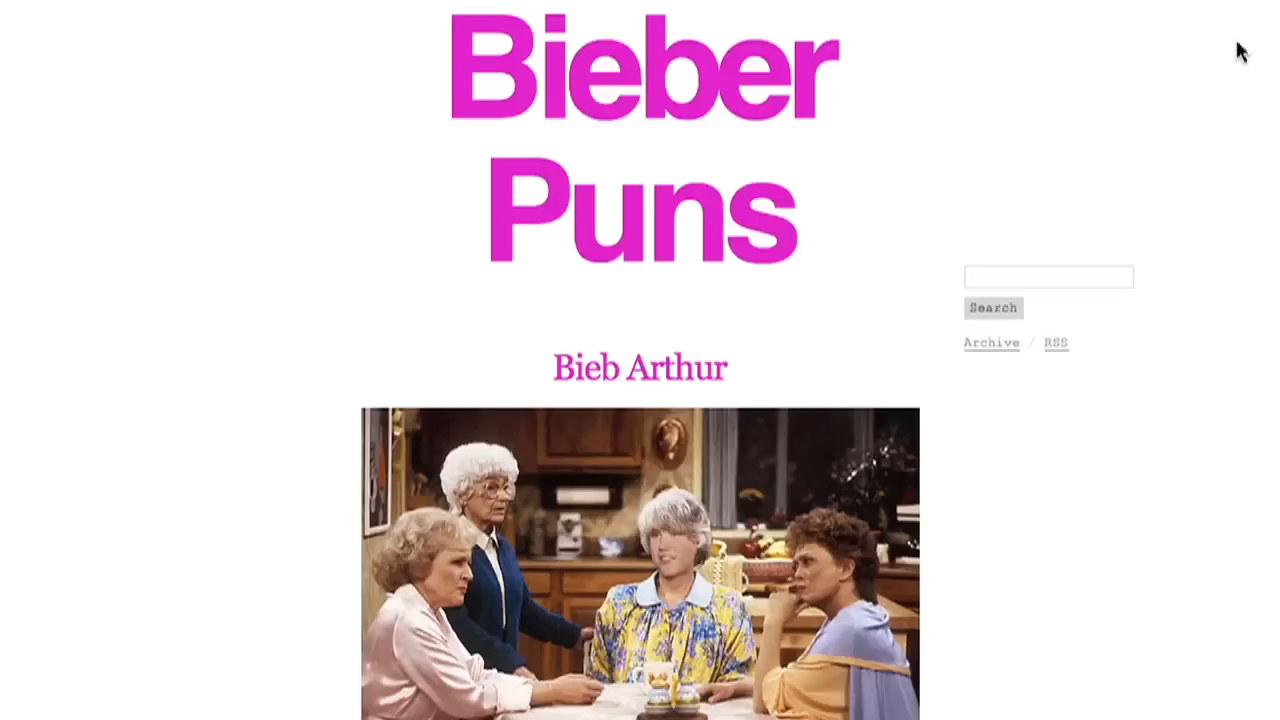 Bieber
Puns
Search
Archive / RSS
Bieb Arthur